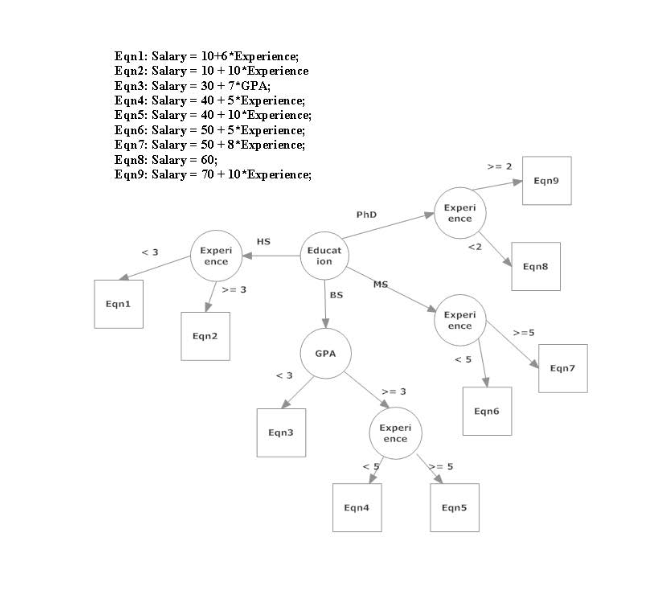 Eqn1: Salary = 10+6*Experience;
Eqn2: Salary = 10 + 10*Experience
Eqn3: Salary = 30 + 7*GPA;
Eqn4: Salary = 40 + 5*Experience;
Eqn5: Salary = 40 + 10*Experience;
Eqn6: Salary = 50 + 5*Experience;
Eqn7: Salary = 50 + 8*Experience;
Eqn8: Salary = 60;
Eqn9: Salary = 70 + 10*Experience;
>= 2
Eqn9
Experi
ence
PhD
<2
Eqn8
HS
Educat
ion
Experi
ence
< 3
>= 3
Eqn1
Eqn2
BS
MS
Experi
ence
>=5
< 5
Eqn7
Eqn6
GPA
< 3
>= 3
Eqn3
Experi
ence
< 5
>= 5
Eqn4
Eqn5